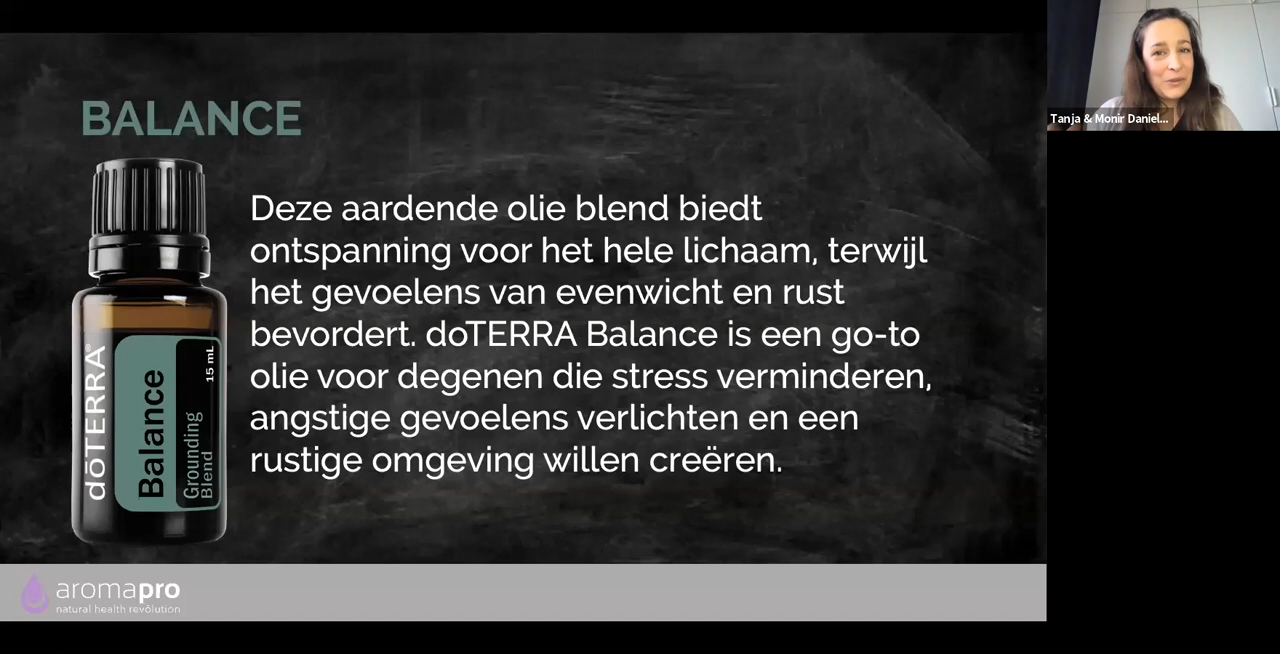 BALANCE
Deze aardende olie blend biedt
ontspanning voor het hele lichaam, terwijl
het gevoelens van evenwicht en rust
bevordert. doTERRA Balance is een go-to
olie voor degenen die stress verminderen,
angstige gevoelens verlichten en een
rustige omgeving willen creëren.
dōTERRA®
Balance
Grounding
Blend
15 mL
aromapro
natural health revôlution
Tanja & Monir Daniel...